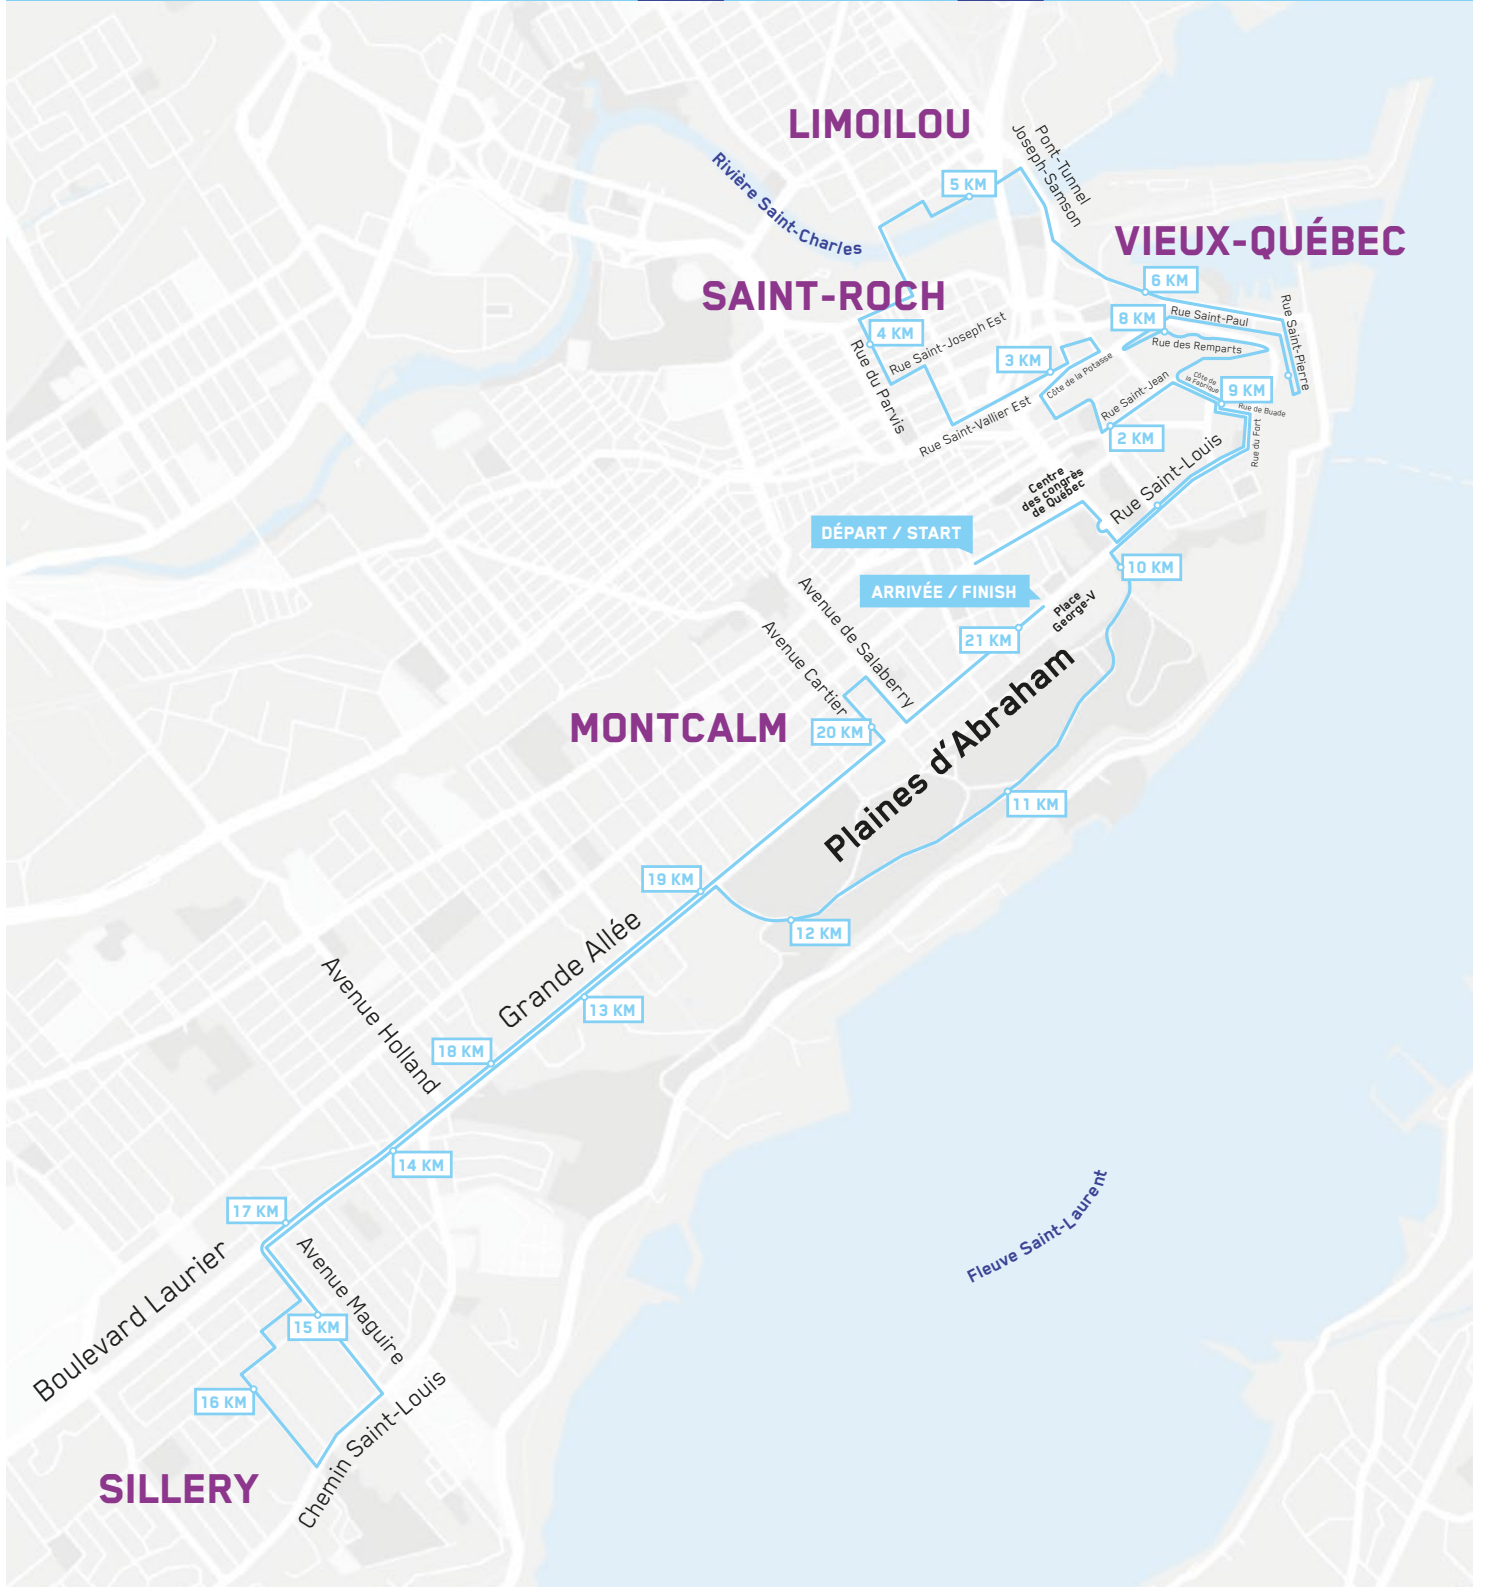 LIMOILOU
Pont-Tunnel
Joseph-Samson
Rivière Saint-Charles
5 KM
VIEUX-QUÉBEC
6 KM
SAINT-ROCH
Rue Saint-Pierre
8 KM
Rue Saint-Paul
4 KM
Rue Saint-Joseph Est
Rue des Remparts
Rue du Parvis
3 KM
Côte de la Potasse
Côte de
la Fabrique
9 KM
Rue Saint-Jean
Rue de Buade
Rue Saint-Vallier Est
2 KM
Rue du Fort
Rue Saint-Louis
Centre
des congrès
de Québec
DÉPART / START
10 KM
ARRIVÉE / FINISH
Place
George-V
Avenue de Salaberry
21 KM
Avenue Cartier
Plaines d'Abraham
MONTCALM
20 KM
11 KM
19 KM
12 KM
Grande Allée
Avenue Holland
13 KM
18 KM
14 KM
Fleuve Saint-Laurent
17 KM
Avenue Maguire
Boulevard Laurier
15 KM
16 KM
Chemin Saint-Louis
SILLERY